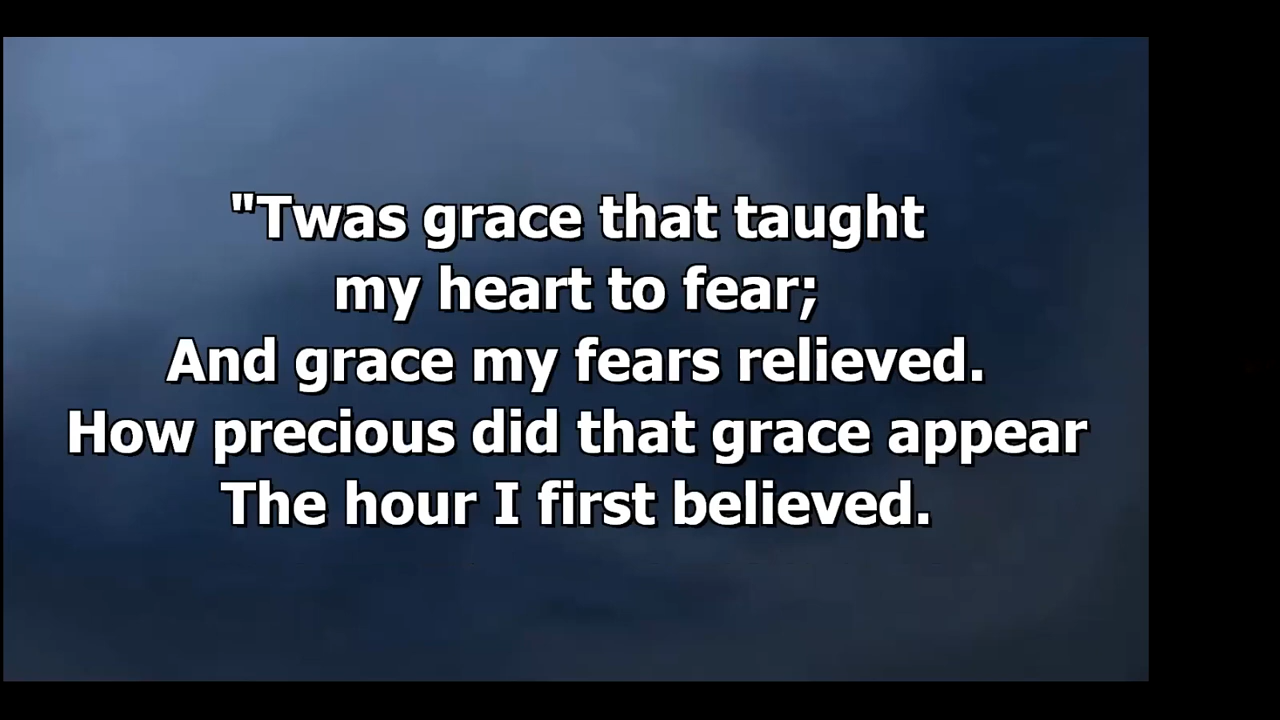 "Twas grace that taught
my heart to fear;
And grace my fears relieved.
How precious did that grace appear
The hour I first believed.